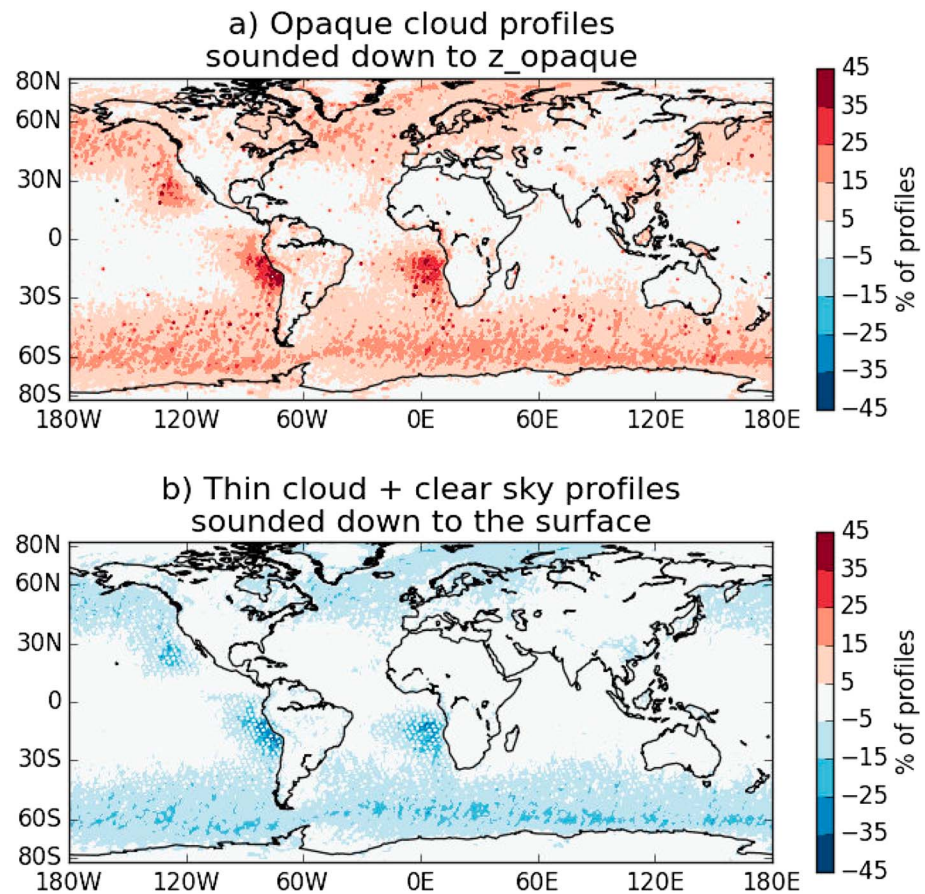 a) Opaque cloud profiles
sounded down to z_opaque
80N
60N
30N
0
30S
60S
80S
180W 120W 60W 0E 60E 120E 180E
45
35
25
15
5
−5
−15
−25
−35
−45
% of profiles
b) Thin cloud + clear sky profiles
sounded down to the surface
80N
60N
30N
0
30S
60S
80S
180W 120W 60W 0E 60E 120E 180E
45
35
25
15
5
−5
−15
−25
−35
−45
% of profiles